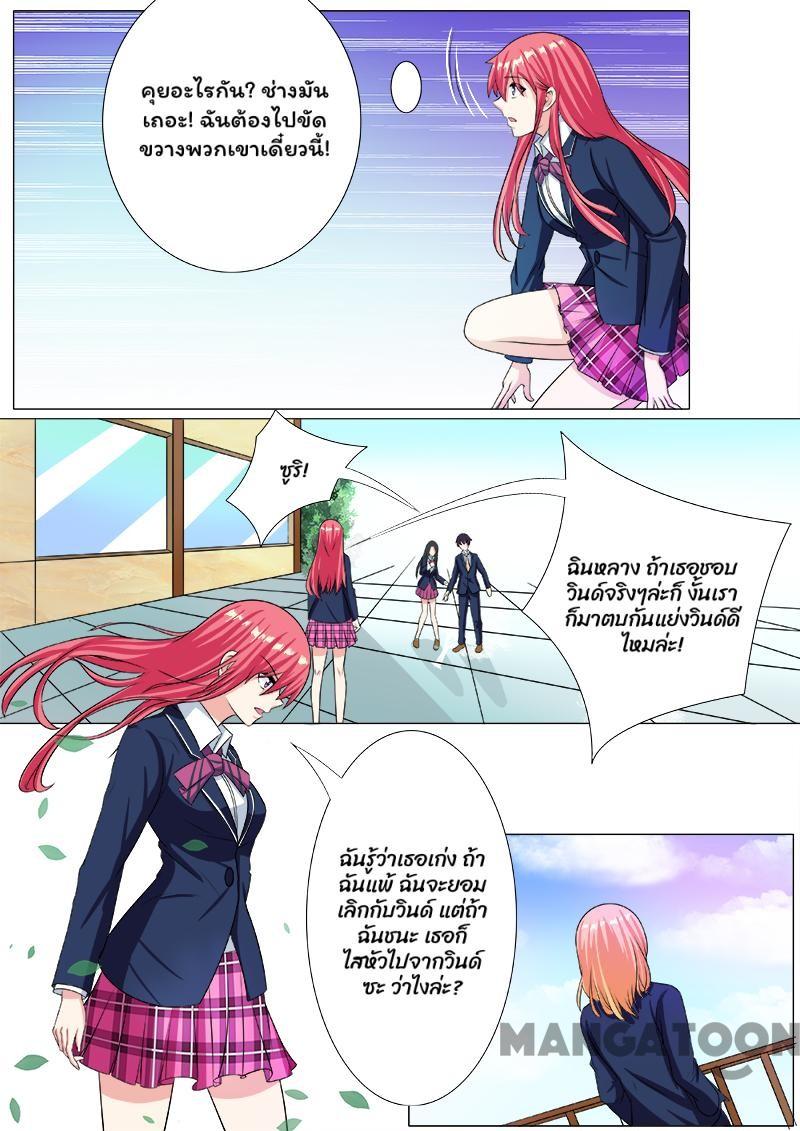 คุยอะไรกัน? ช่างมัน
เถอะ! ฉันต้องไปขัด
ขวางพวกเขาเดี๋ยวนี้!
ซูริ!
ฉินหลาง ถ้าเธอชอบ
วินด์จริงๆล่ะก็ งั้นเรา
ก็มาตบกันแย่งวินด์ดี
ไหมล่ะ!
ฉันรู้ว่าเธอเก่ง ถ้า
ฉันแพ้ ฉันจะยอม
เลิกกับวินด์ แต่ถ้า
ฉันชนะ เธอก็
ไสหัวไปจากวินด์
ซะ ว่าไงล่ะ?
MANGATOON